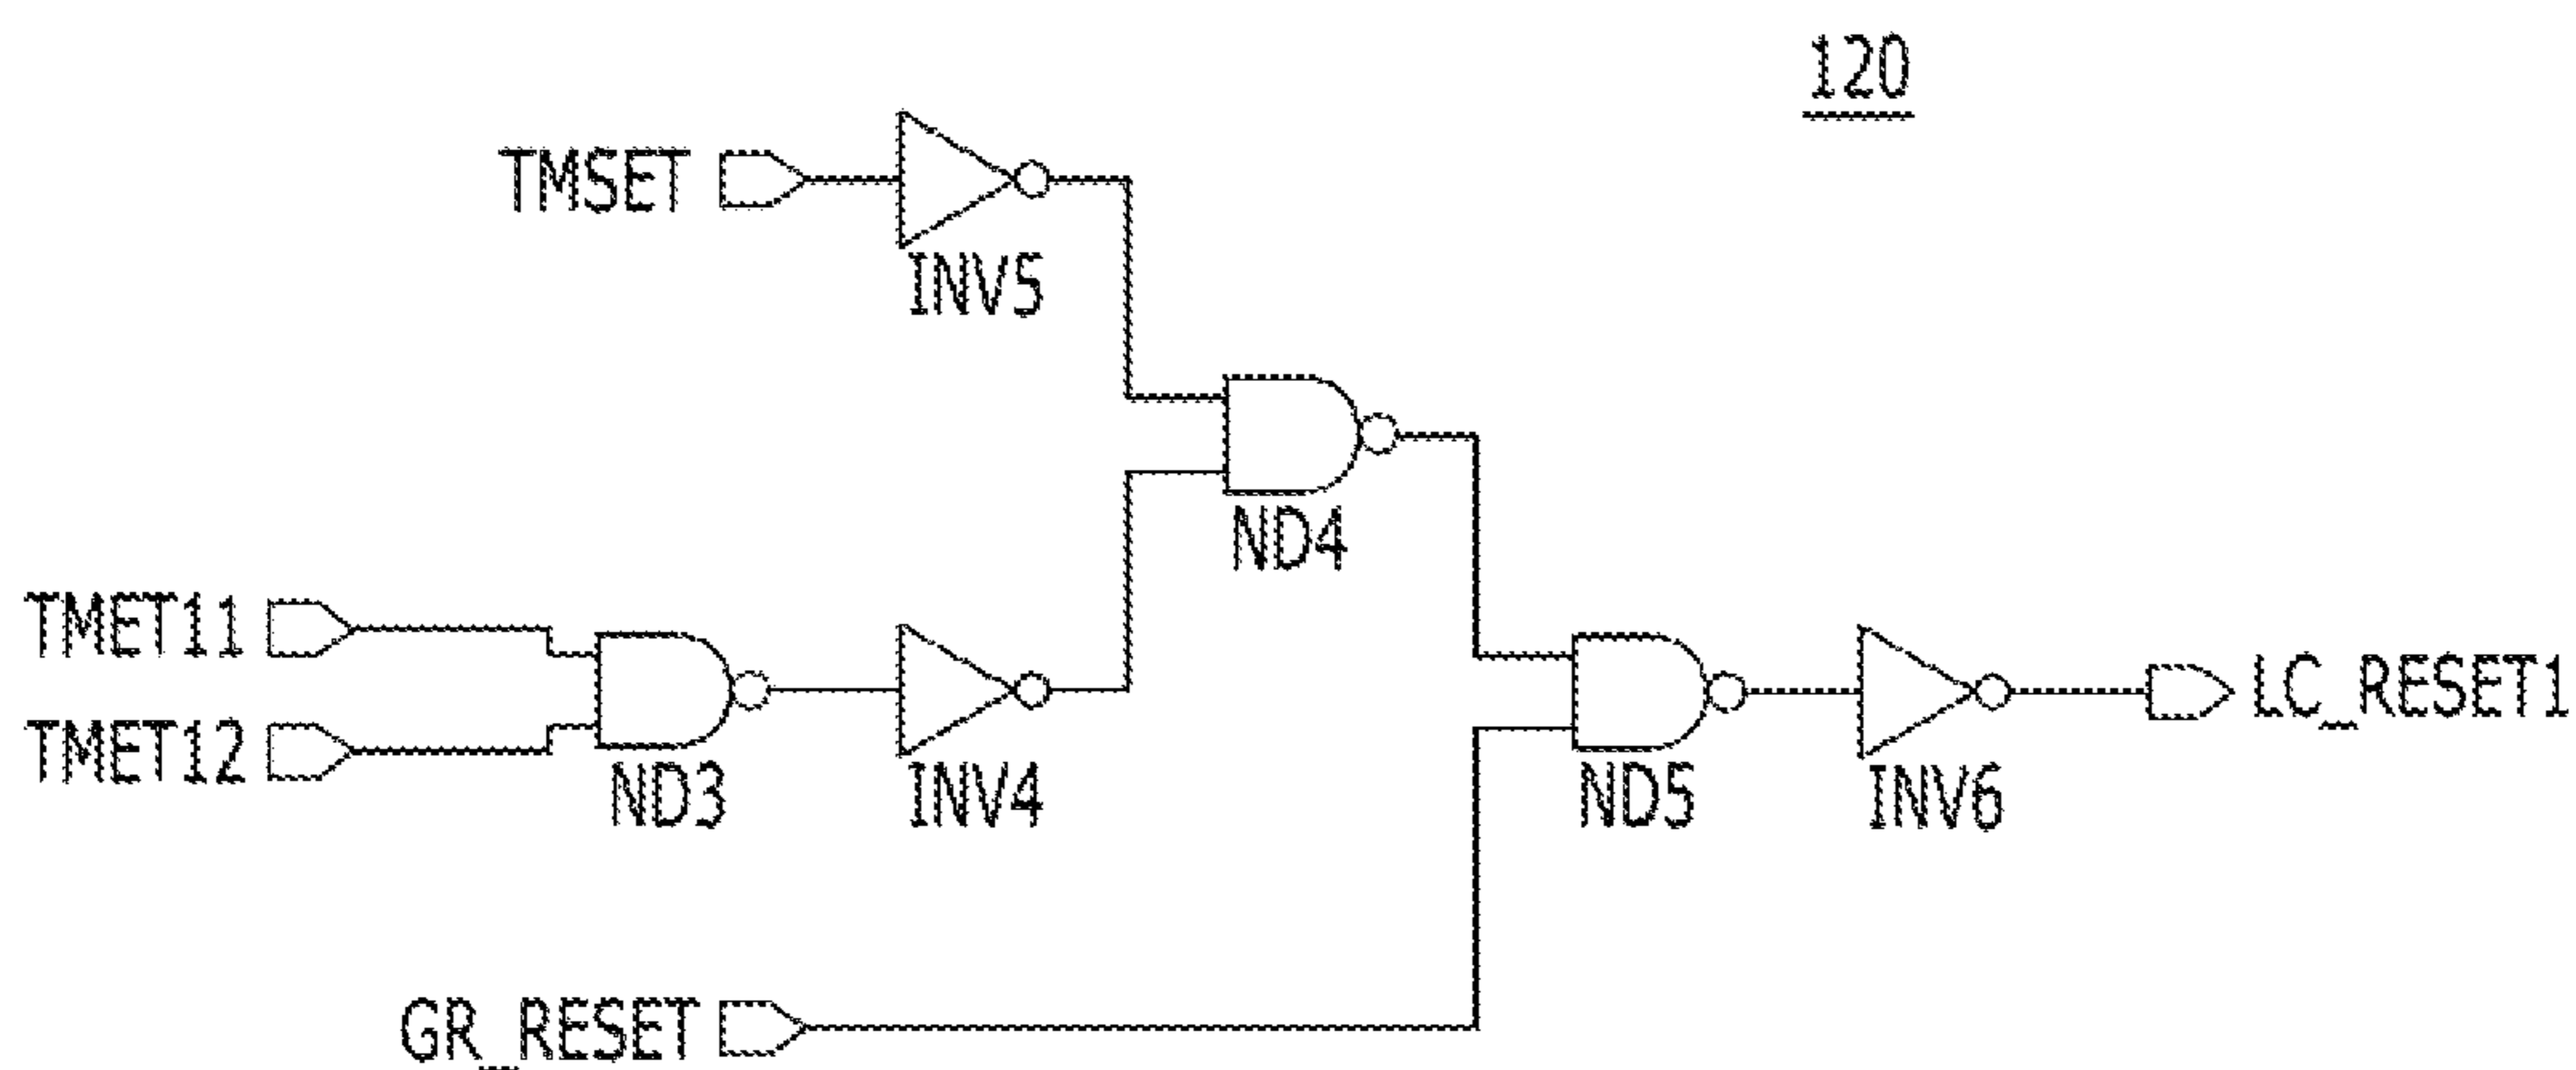 120
TMSET
INV5
ND4
TMET11
TMET12
ND3
INV4
ND5
INV6
LC_RESET1
GR_RESET